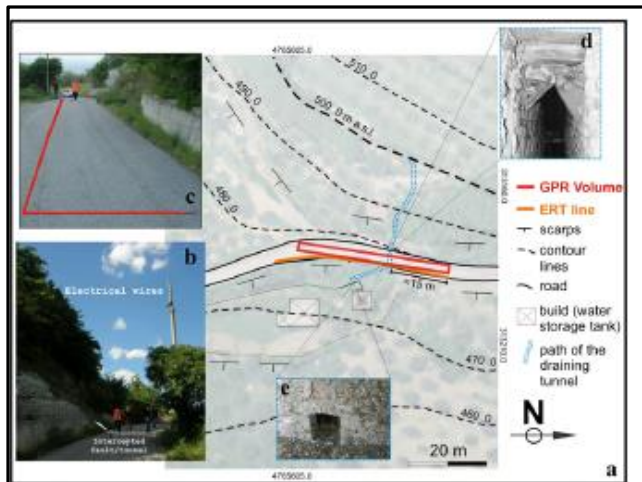 4765625.0
510.0
490.0
500.0 m a.s.l.
480.0
470.0
460.0
<15 m
20 m
4765625.0
a
b
c
d
e
Electrical wires
Intercepted
fault/tunnel
GPR Volume
ERT line
scarps
contour
lines
road
build (water
storage tank)
path of the
draining
tunnel
N